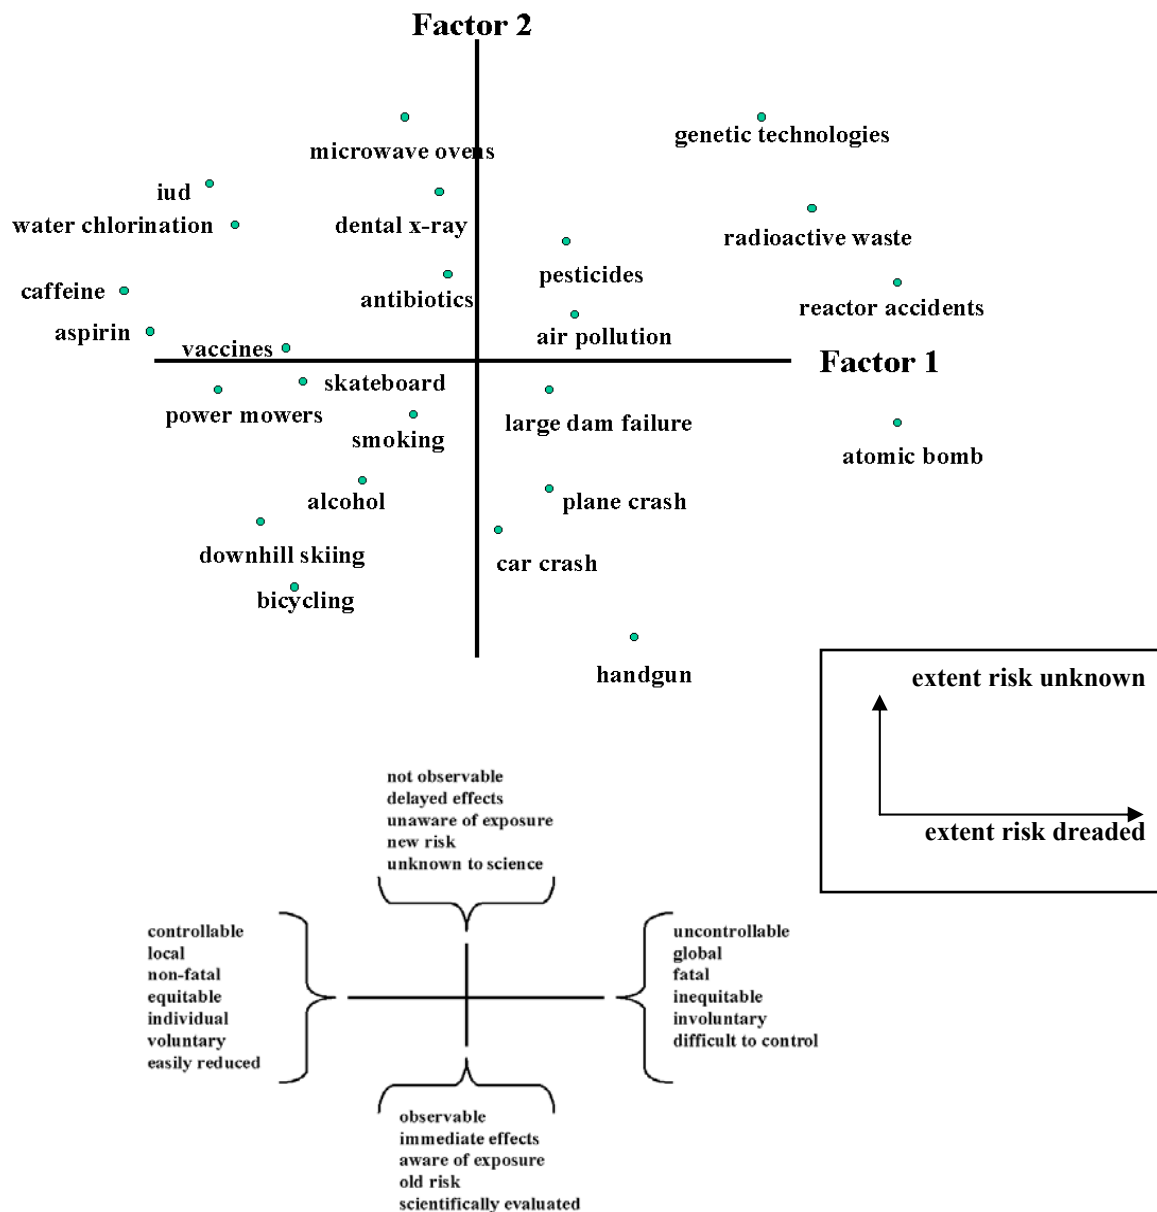 Factor 2
genetic technologies
microwave ovens
iud
water chlorination
dental x-ray
radioactive waste
pesticides
caffeine
antibiotics
reactor accidents
aspirin
air pollution
vaccines
Factor 1
skateboard
power mowers
large dam failure
smoking
atomic bomb
alcohol
plane crash
downhill skiing
car crash
bicycling
handgun
extent risk unknown
extent risk dreaded
not observable
delayed effects
unaware of exposure
new risk
unknown to science
controllable
local
non-fatal
equitable
individual
voluntary
easily reduced
uncontrollable
global
fatal
inequitable
involuntary
difficult to control
observable
immediate effects
aware of exposure
old risk
scientifically evaluated